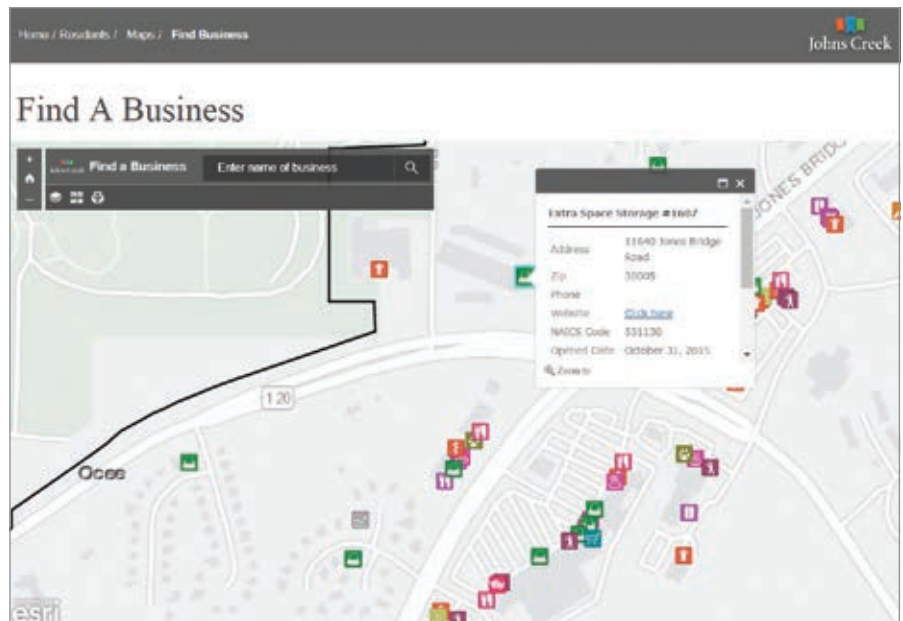 Home / Residents / Maps / Find Business
Johns Creek
Find A Business
Find a Business
Enter name of business
JONES BRIDG
Extra Space Storage #1687
Address 11640 Jones Bridge
Road
Zip 30005
Phone
Website Click here
NAICS Code 531130
Opened Date October 31, 2015
Zoom to
120
Ocee
esri